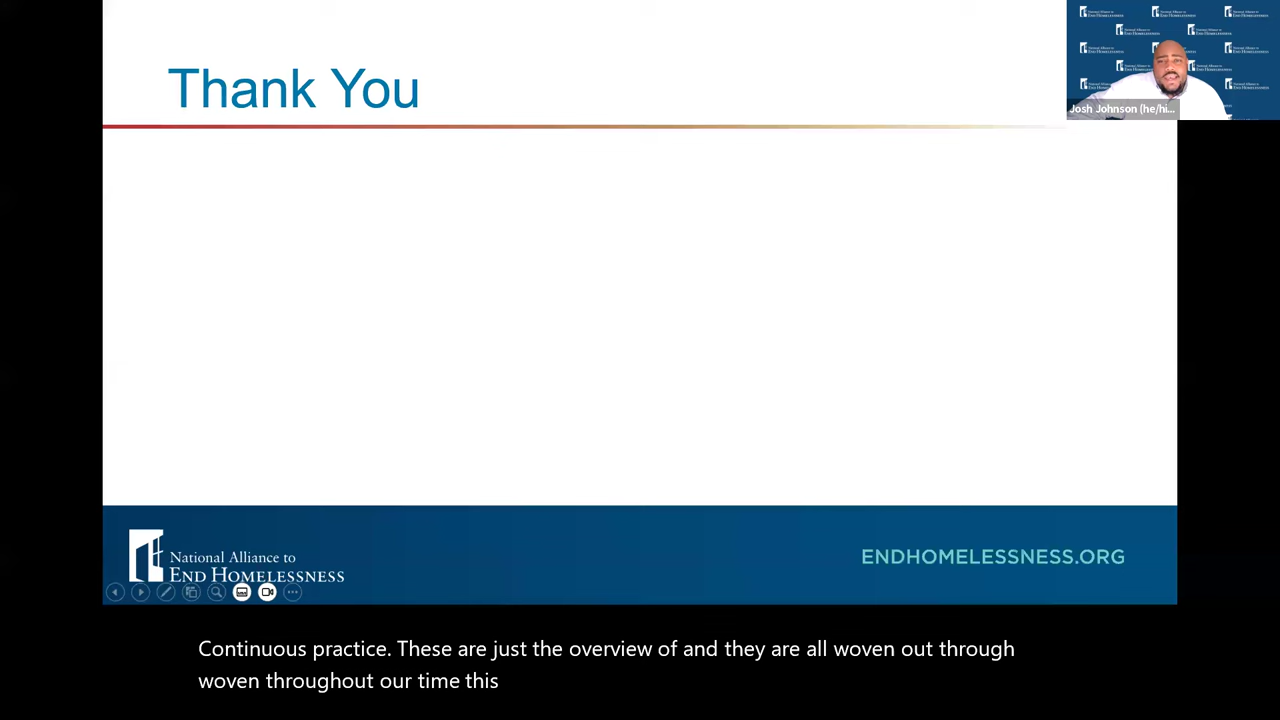 Thank You
Josh Johnson (he/hi...
National Alliance to
END HOMELESSNESS
ENDHOMELESSNESS.ORG
Continuous practice. These are just the overview of and they are all woven out through
woven throughout our time this